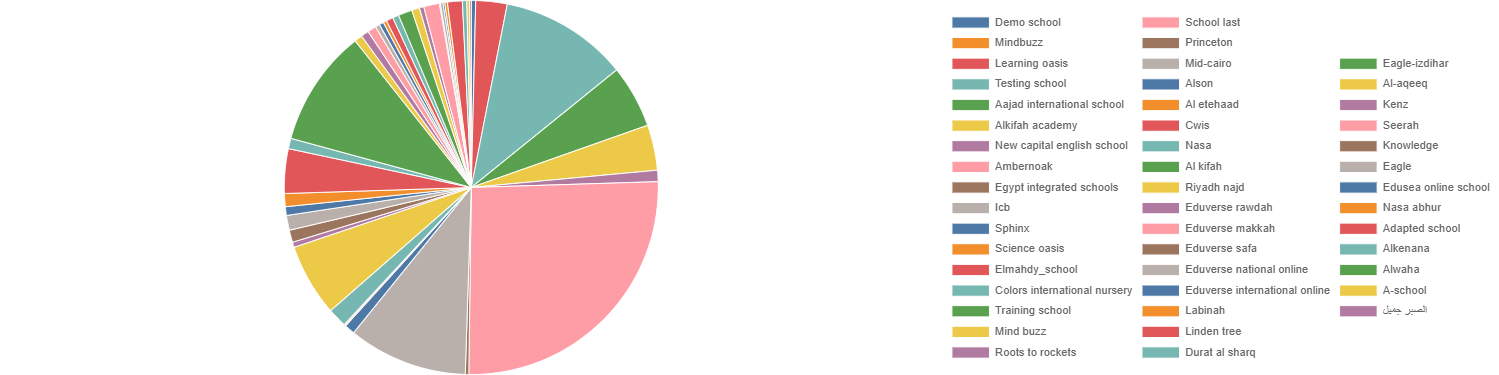 Demo school
Mindbuzz
Learning oasis
Testing school
Aajad international school
Alkifah academy
New capital english school
Ambernoak
Egypt integrated schools
Icb
Sphinx
Science oasis
Elmahdy_school
Colors international nursery
Training school
Mind buzz
Roots to rockets
School last
Princeton
Mid-cairo
Alson
Al etehaad
Cwis
Nasa
Al kifah
Riyadh najd
Eduverse rawdah
Eduverse makkah
Eduverse safa
Eduverse national online
Eduverse international online
Labinah
Linden tree
Durat al sharq
Eagle-izdihar
Al-aqeeq
Kenz
Seerah
Knowledge
Eagle
Edusea online school
Nasa abhur
Adapted school
Alkenana
Alwaha
A-school
الصبر جميل